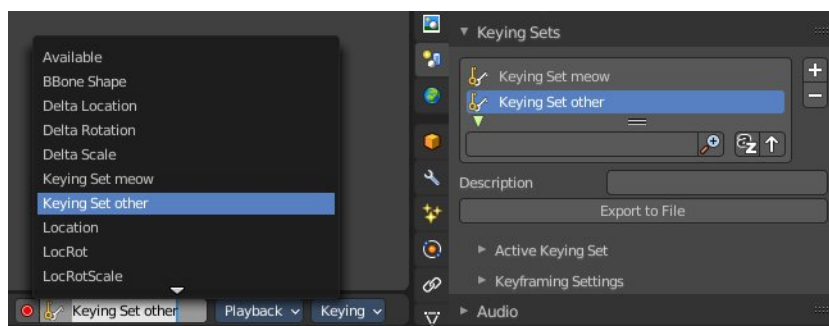 Available
BBone Shape
Delta Location
Delta Rotation
Delta Scale
Keying Set meow
Keying Set other
Location
LocRot
LocRotScale
Keying Set other
Playback
Keying
Keying Sets
Keying Set meow
Keying Set other
Description
Export to File
Active Keying Set
Keyframing Settings
Audio